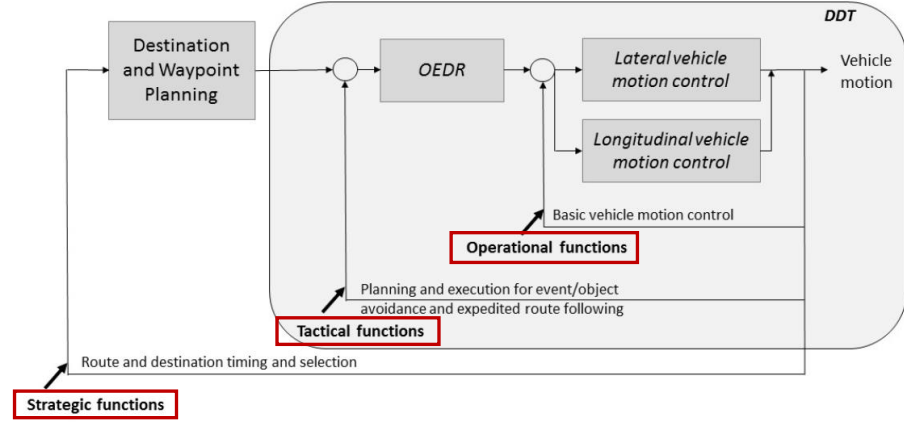 DDT
Destination
and Waypoint
Planning
OEDR
Lateral vehicle
motion control
Vehicle
motion
Longitudinal vehicle
motion control
Basic vehicle motion control
Operational functions
Planning and execution for event/object
avoidance and expedited route following
Tactical functions
Route and destination timing and selection
Strategic functions